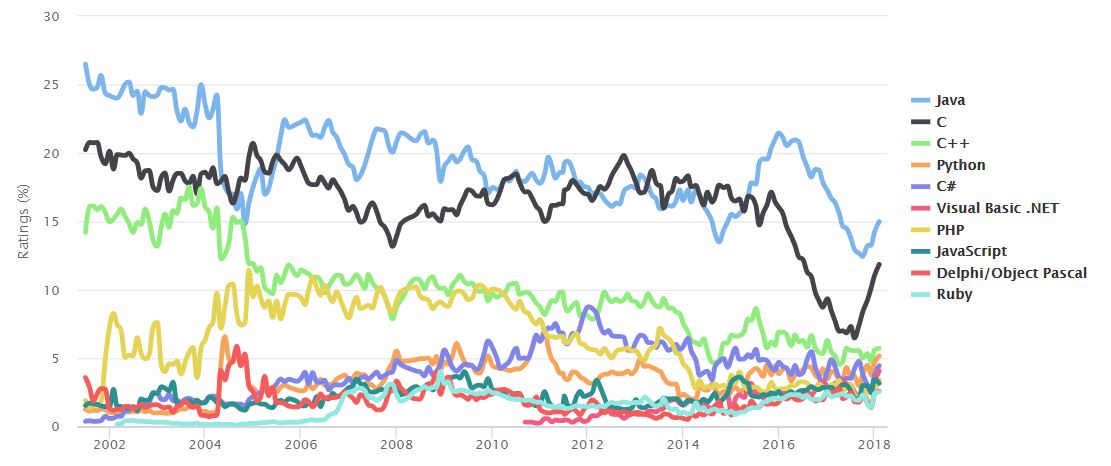 30
25
20
15
10
5
0
Ratings (%)
2002 2004 2006 2008 2010 2012 2014 2016 2018
Java
C
C++
Python
C#
Visual Basic .NET
PHP
JavaScript
Delphi/Object Pascal
Ruby